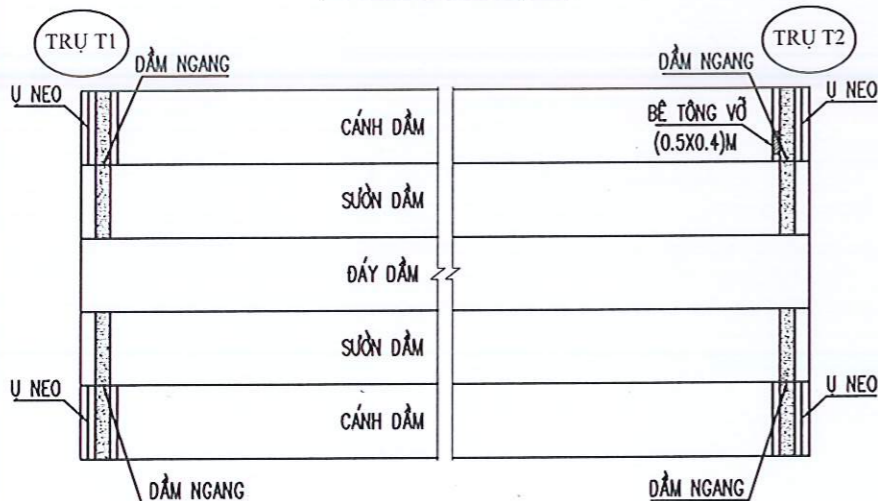 TRỤ T1
TRỤ T2
DẦM NGANG
DẦM NGANG
Ụ NEO
Ụ NEO
BÊ TÔNG VỠ
(0.5X0.4)M
CÁNH DẦM
SƯỜN DẦM
ĐÁY DẦM
SƯỜN DẦM
Ụ NEO
Ụ NEO
CÁNH DẦM
DẦM NGANG
DẦM NGANG